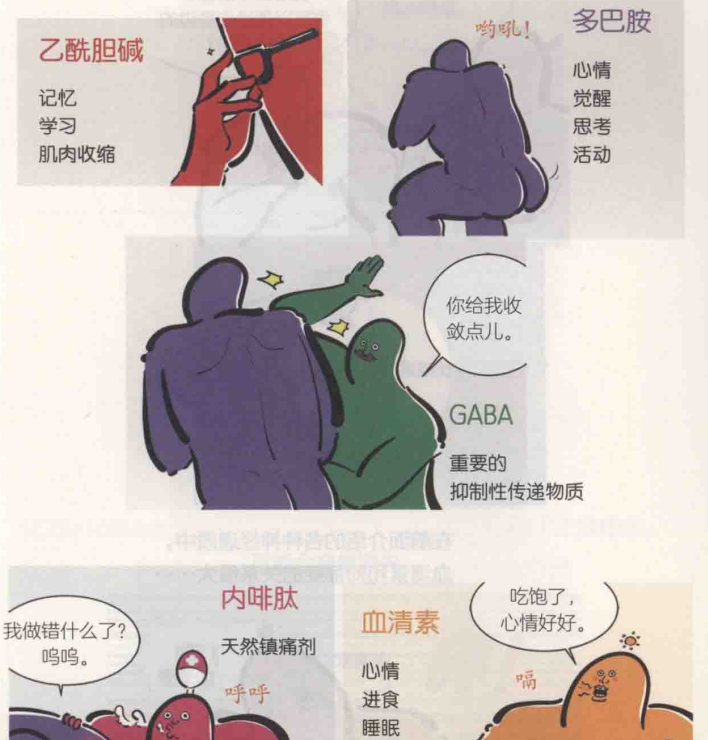 乙酰胆碱
记忆
学习
肌肉收缩
哟吼！
多巴胺
心情
觉醒
思考
活动
你给我收
敛点儿。
GABA
重要的
抑制性传递物质
我做错什么了？
呜呜。
内啡肽
天然镇痛剂
呼呼
血清素
心情
进食
睡眠
吃饱了，
心情好好。
嗝